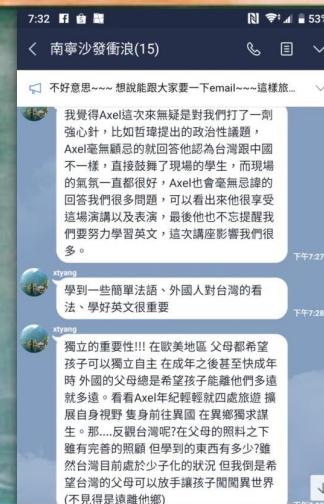 7:32
53%
南寧沙發衝浪(15)
不好意思~~~ 想說能跟大家要一下email~~~這樣旅...
我覺得Axel這次來無疑是對我們打了一劑
強心針，比如哲瑋提出的政治性議題，
Axel毫無顧忌的就回答他認為台灣跟中國
不一樣，直接鼓舞了現場的學生，而現場
的氣氛一直都很好，Axel也會毫無忌諱的
回答我們很多問題，可以看出來他很享受
這場演講以及表演，最後他也不忘提醒我
們要努力學習英文，這次講座影響我們很
多。
下午7:27
xtyang
學到一些簡單法語、外國人對台灣的看
法、學好英文很重要
下午7:28
xtyang
獨立的重要性!!! 在歐美地區 父母都希望
孩子可以獨立自主 在成年之後甚至快成年
時 外國的父母總是希望孩子能離他們多遠
就多遠。看看Axel年紀輕輕就四處旅遊 擴
展自身視野 隻身前往異國 在異鄉獨求謀
生。那....反觀台灣呢?在父母的照料之下
雖有完善的照顧 但學到的東西有多少?雖
然台灣目前處於少子化的狀況 但我倒是希
望台灣的父母可以放手讓孩子闖闖異世界
(不見得是遠離他鄉)